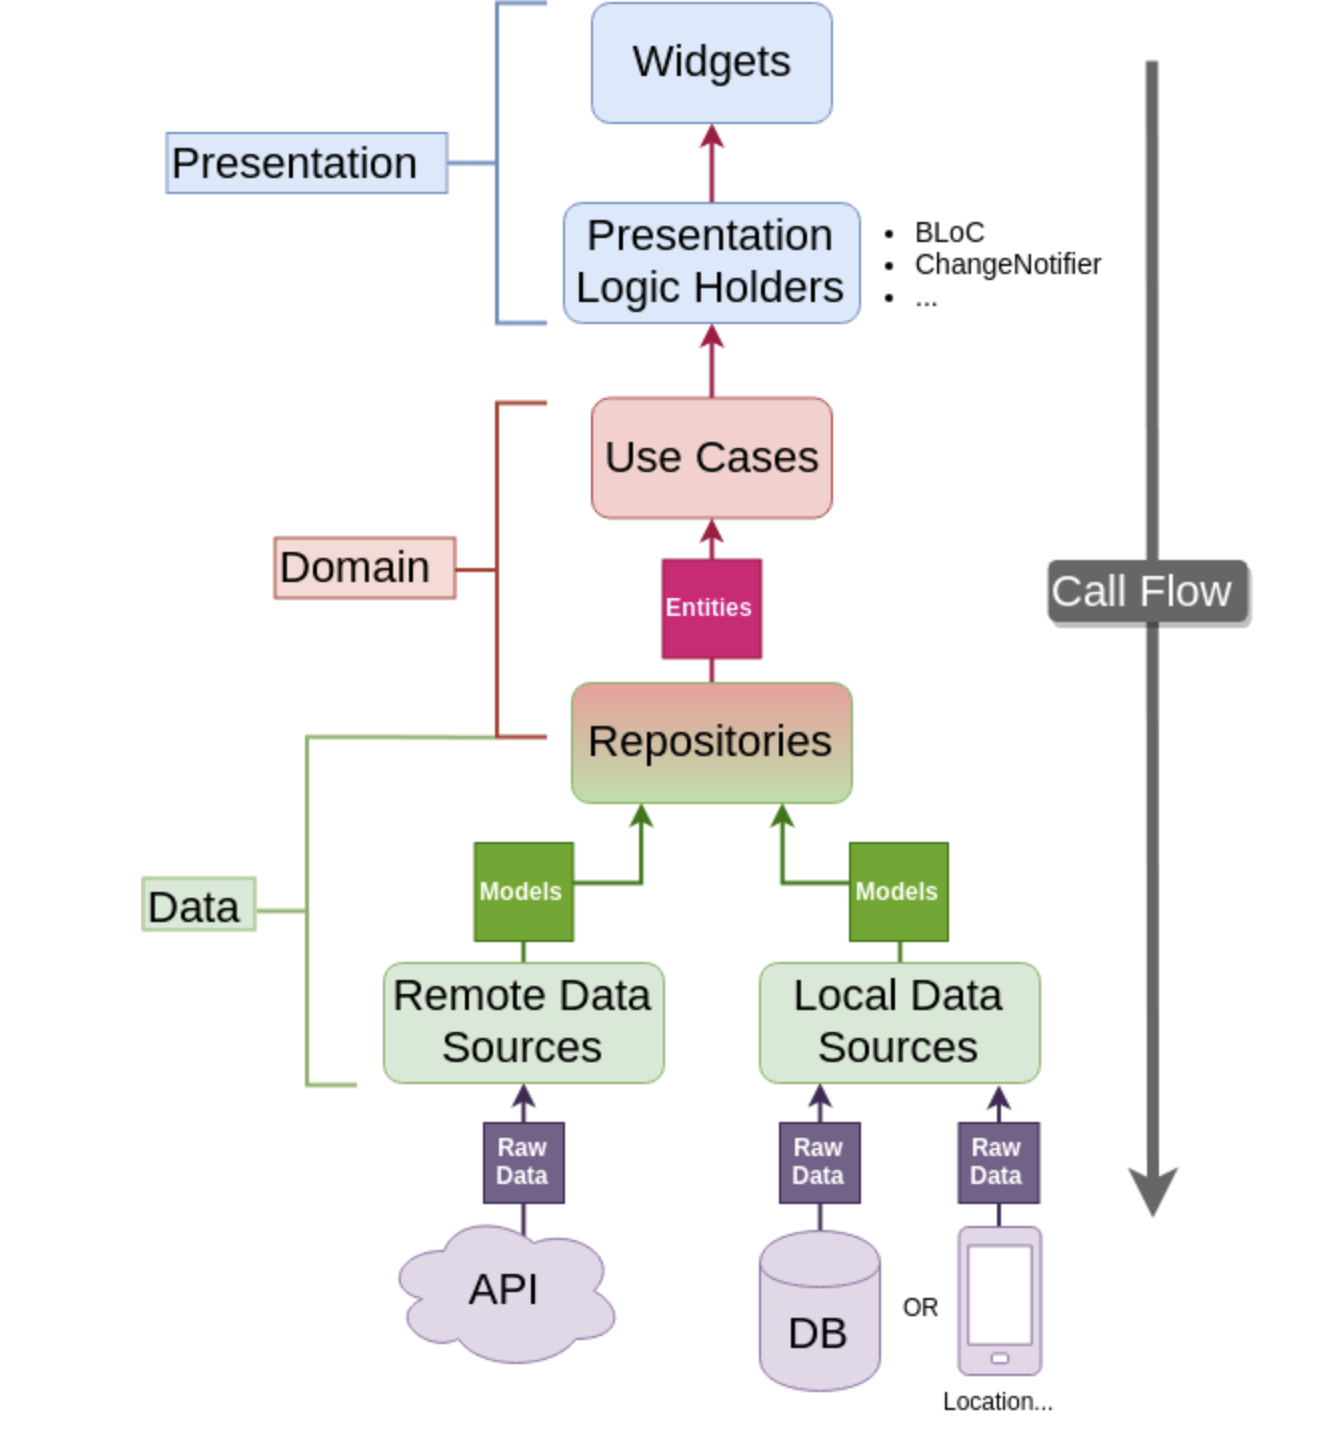 Widgets
Presentation
Presentation
Logic Holders
• BLoC
• ChangeNotifier
• ...
Use Cases
Domain
Entities
Call Flow
Repositories
Models
Models
Data
Remote Data
Sources
Local Data
Sources
Raw
Data
Raw
Data
Raw
Data
API
DB
OR
Location...